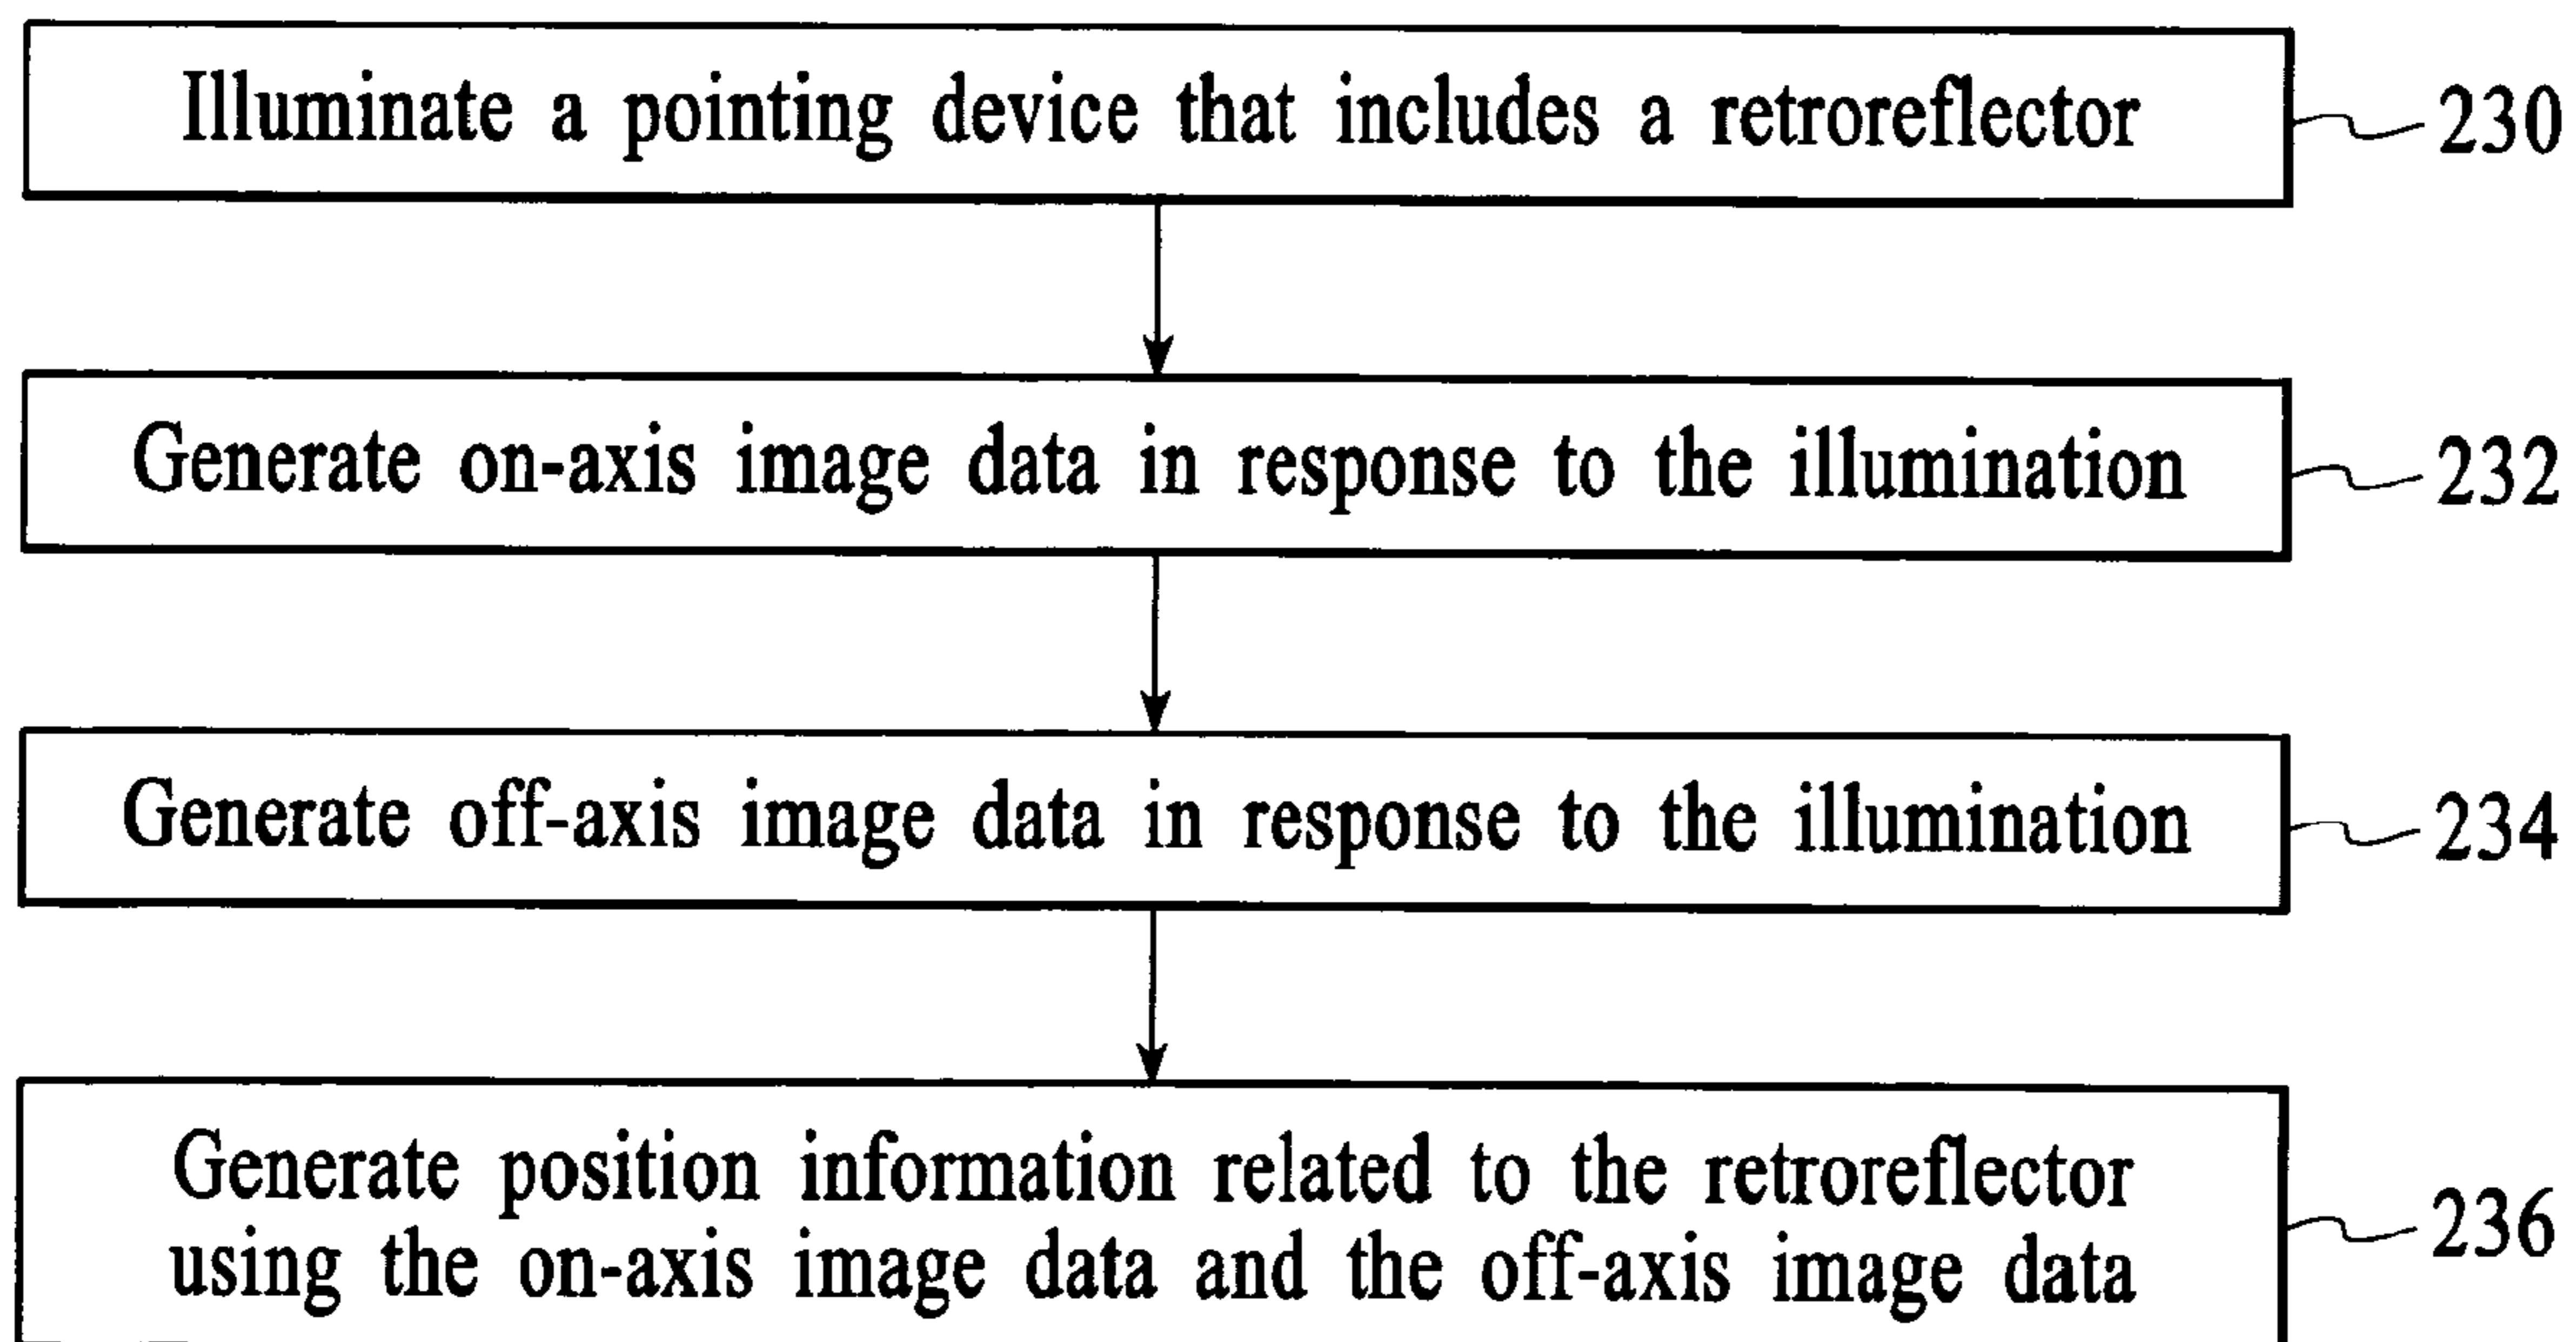 Illuminate a pointing device that includes a retroreflector
230
Generate on-axis image data in response to the illumination
232
Generate off-axis image data in response to the illumination
234
Generate position information related to the retroreflector
using the on-axis image data and the off-axis image data
236